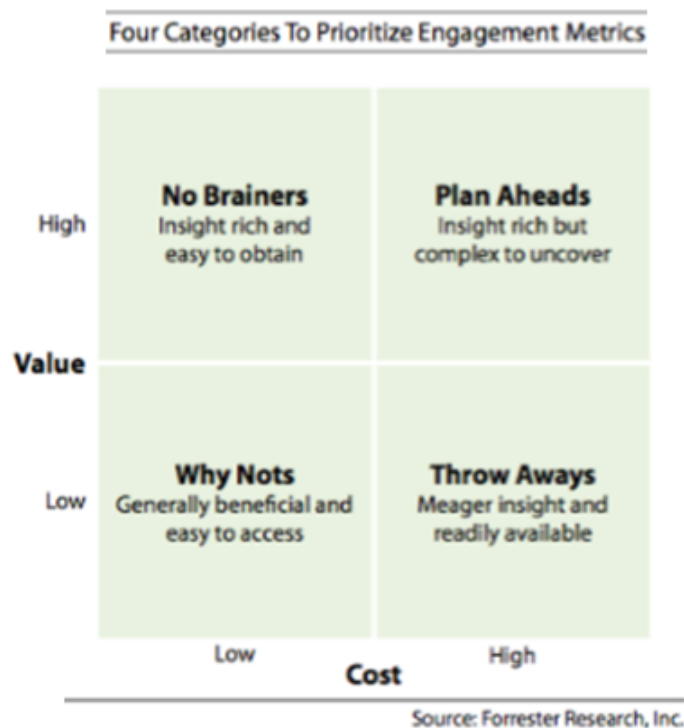 Four Categories To Prioritize Engagement Metrics
No Brainers
Insight rich and
easy to obtain
Plan Aheads
Insight rich but
complex to uncover
High
Value
Why Nots
Generally beneficial and
easy to access
Throw Aways
Meager insight and
readily available
Low
Low
High
Cost
Source: Forrester Research, Inc.